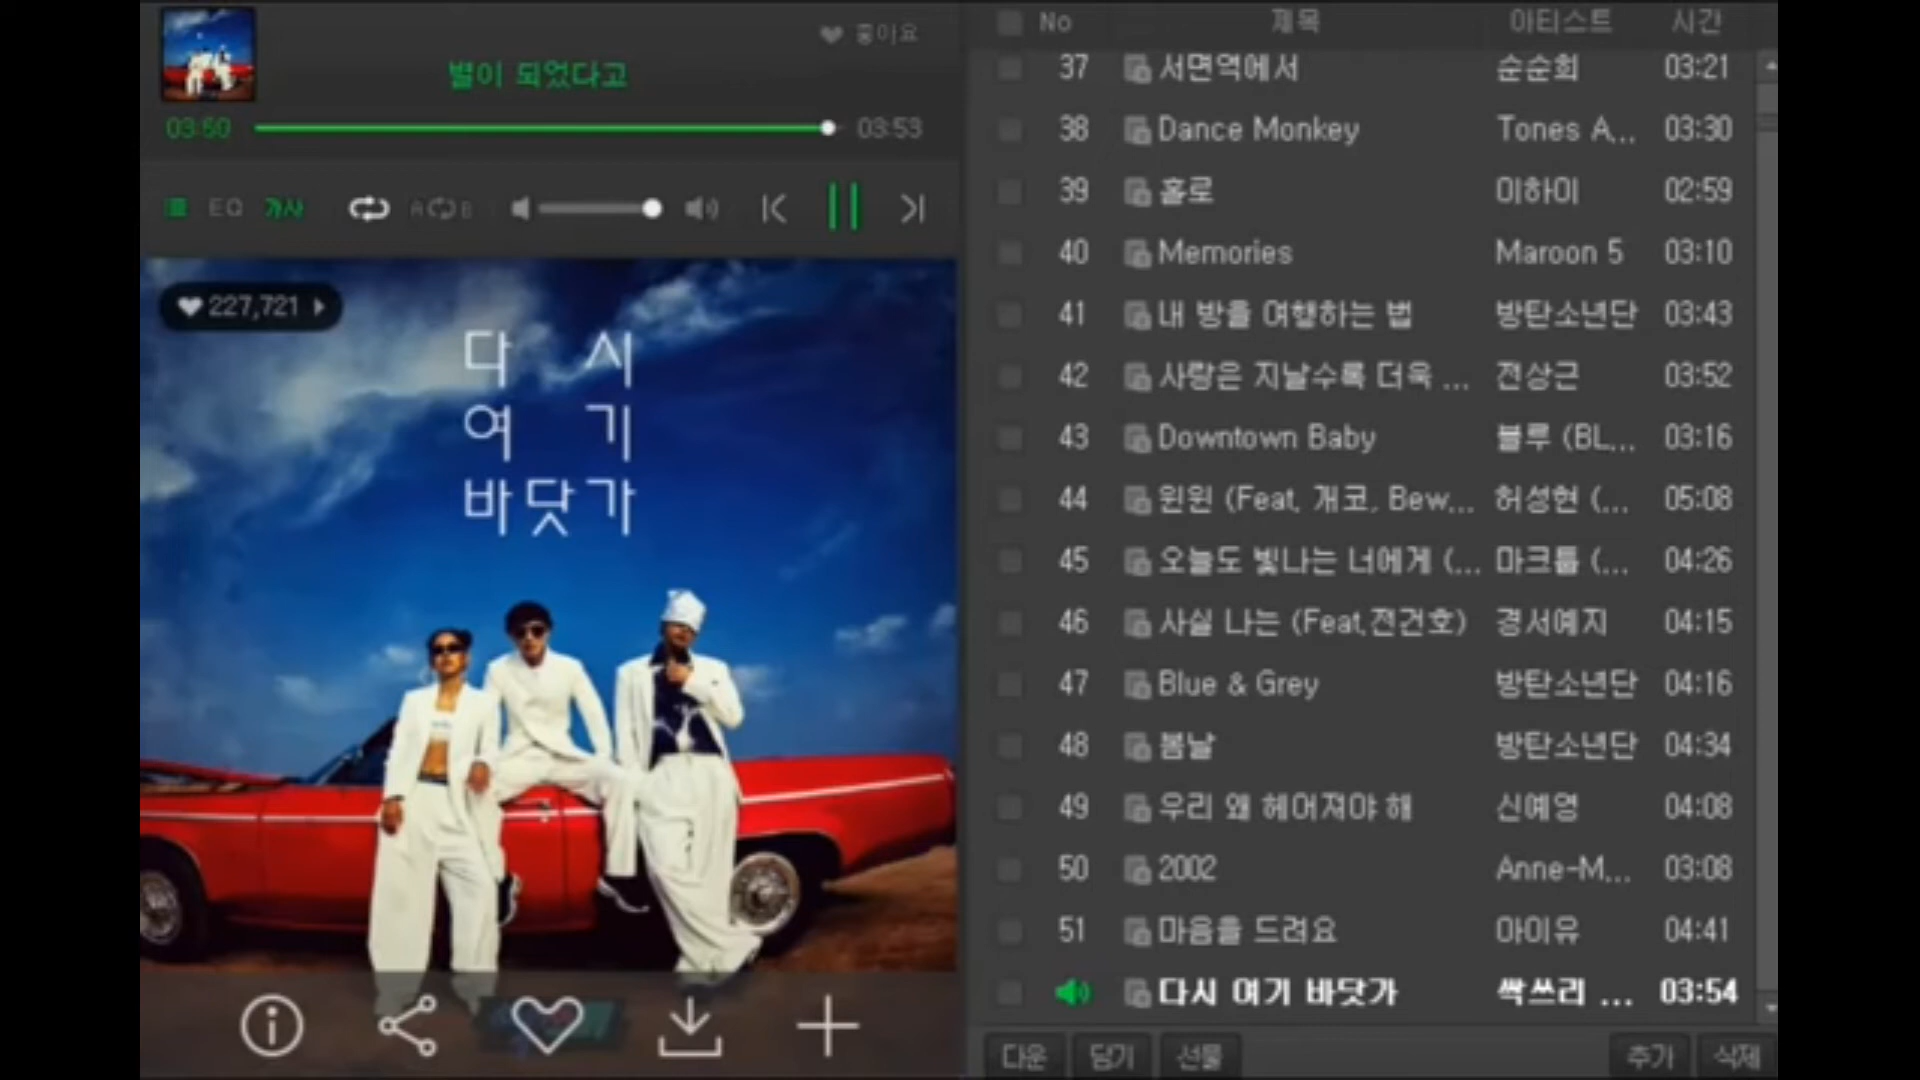 좋아요
별이 되었다고
03:50 03:53
EQ 가사 A B
227,721
다 시
여 기
바닷가
No 제목 아티스트 시간
37 서면역에서 순순희 03:21
38 Dance Monkey Tones A... 03:30
39 홀로 이하이 02:59
40 Memories Maroon 5 03:10
41 내 방을 여행하는 법 방탄소년단 03:43
42 사랑은 지날수록 더욱 ... 전상근 03:52
43 Downtown Baby 블루 (BL... 03:16
44 윈윈 (Feat. 개코, Bew... 허성현 (... 05:08
45 오늘도 빛나는 너에게 (... 마크툽 (... 04:26
46 사실 나는 (Feat.전건호) 경서예지 04:15
47 Blue & Grey 방탄소년단 04:16
48 봄날 방탄소년단 04:34
49 우리 왜 헤어져야 해 신예영 04:08
50 2002 Anne-M... 03:08
51 마음을 드려요 아이유 04:41
다시 여기 바닷가 싹쓰리 ... 03:54
다운 담기 선물 추가 삭제